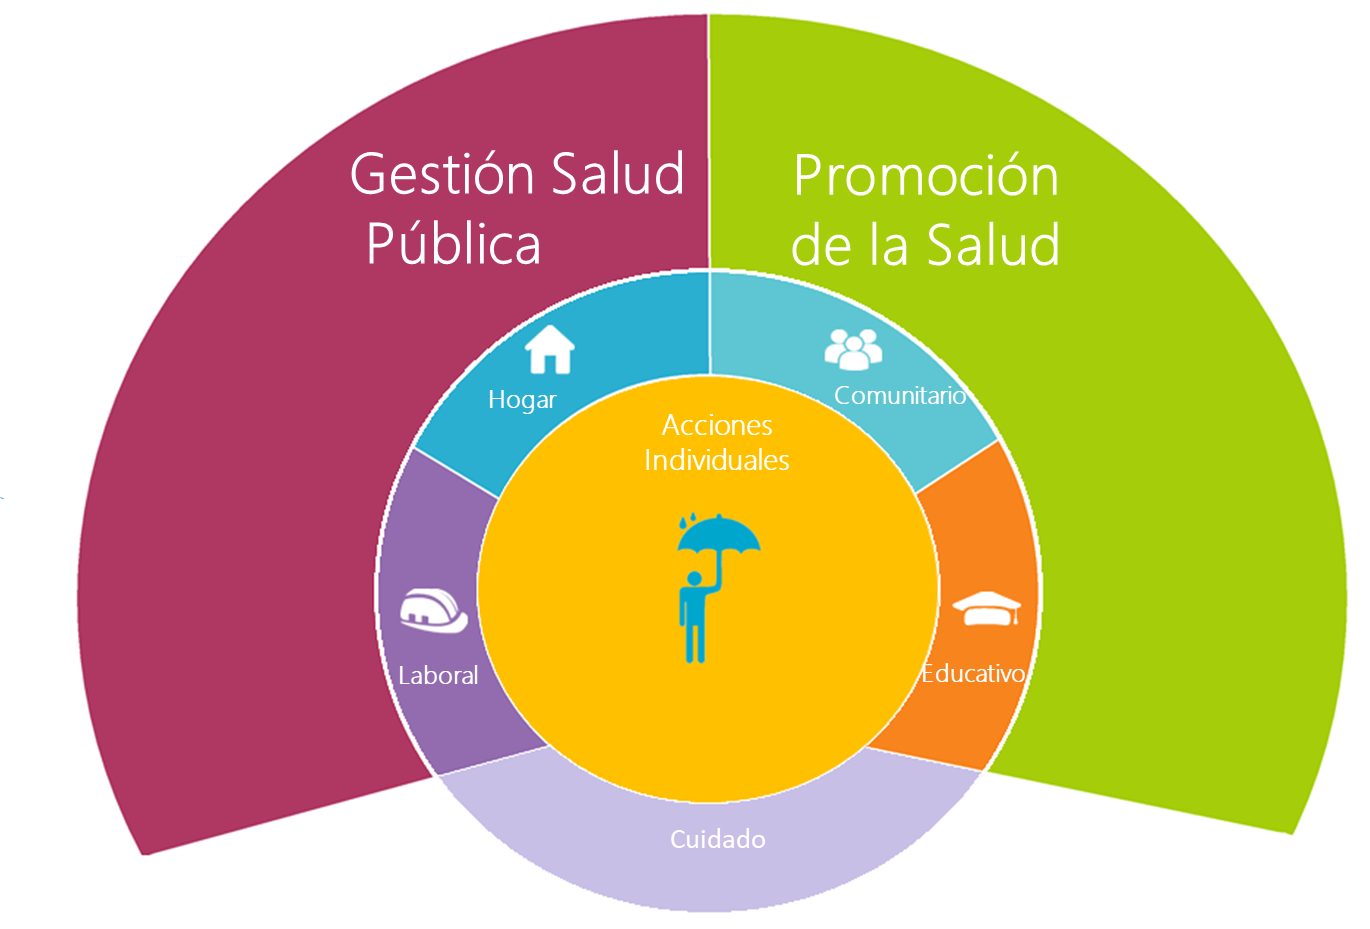 Gestión Salud
Pública
Promoción
de la Salud
Hogar
Comunitario
Acciones
Individuales
Laboral
Educativo
Cuidado